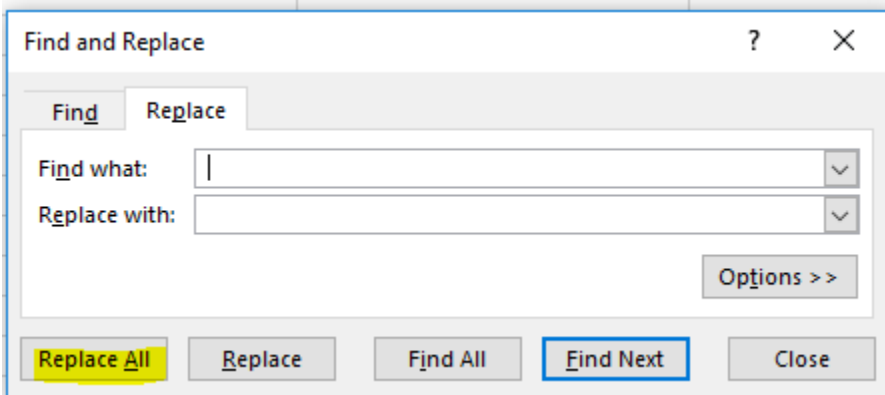 Find and Replace ?
Find Replace
Find what:
Replace with:
Options >>
Replace All Replace Find All Find Next Close